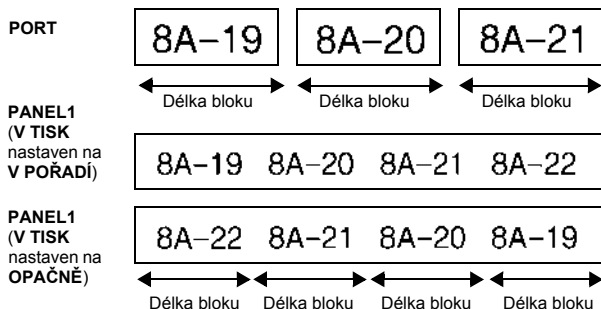 PORT
8A-19 8A-20 8A-21
Délka bloku Délka bloku Délka bloku
PANEL1
(V TISK
nastaven na
V POŘADÍ)
8A-19 8A-20 8A-21 8A-22
PANEL1
(V TISK
nastaven na
OPAČNĚ)
8A-22 8A-21 8A-20 8A-19
Délka bloku Délka bloku Délka bloku Délka bloku